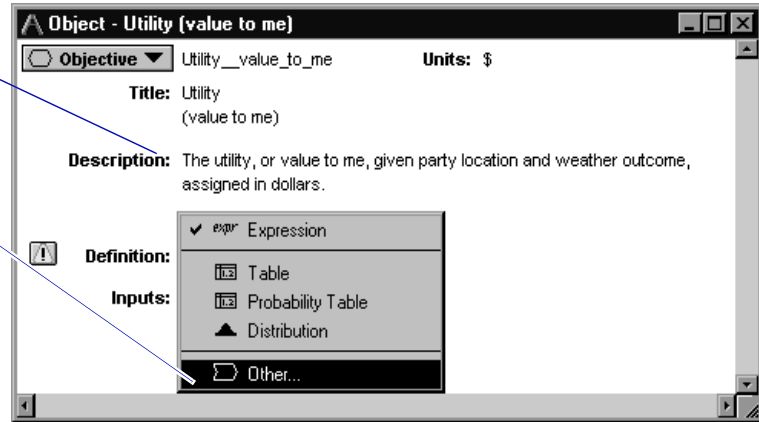 Object - Utility (value to me)
Objective Utility__value_to_me Units: $
Title: Utility
(value to me)
Description: The utility, or value to me, given party location and weather outcome,
assigned in dollars.
Definition:
Inputs:
expr Expression
Table
Probability Table
Distribution
Other...